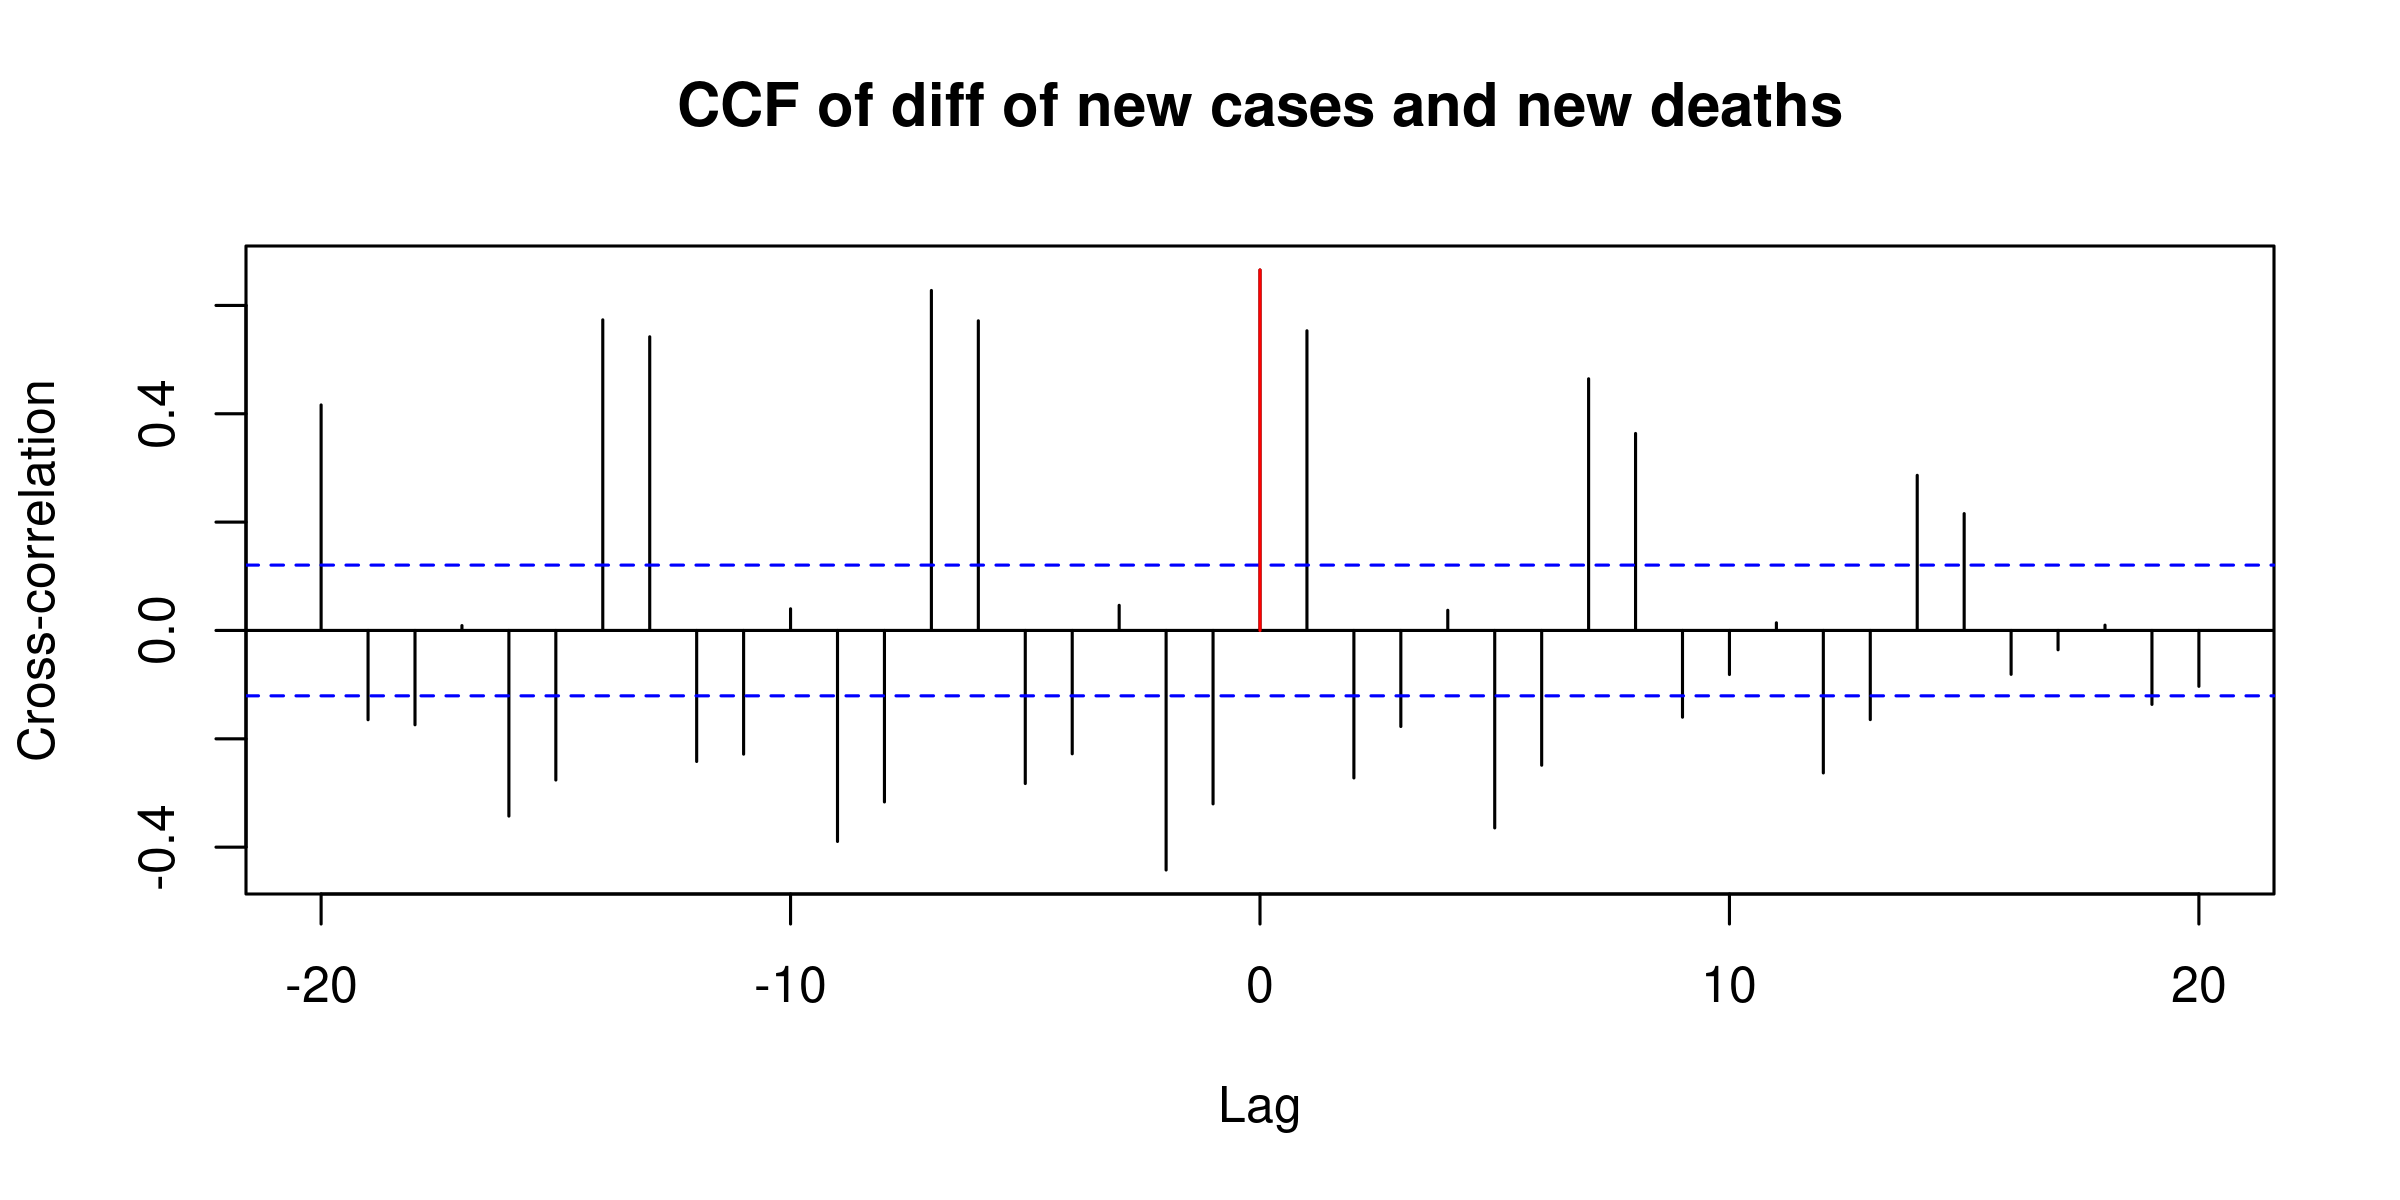 CCF of diff of new cases and new deaths
Cross-correlation
0.4
0.0
-0.4
-20 -10 0 10 20
Lag